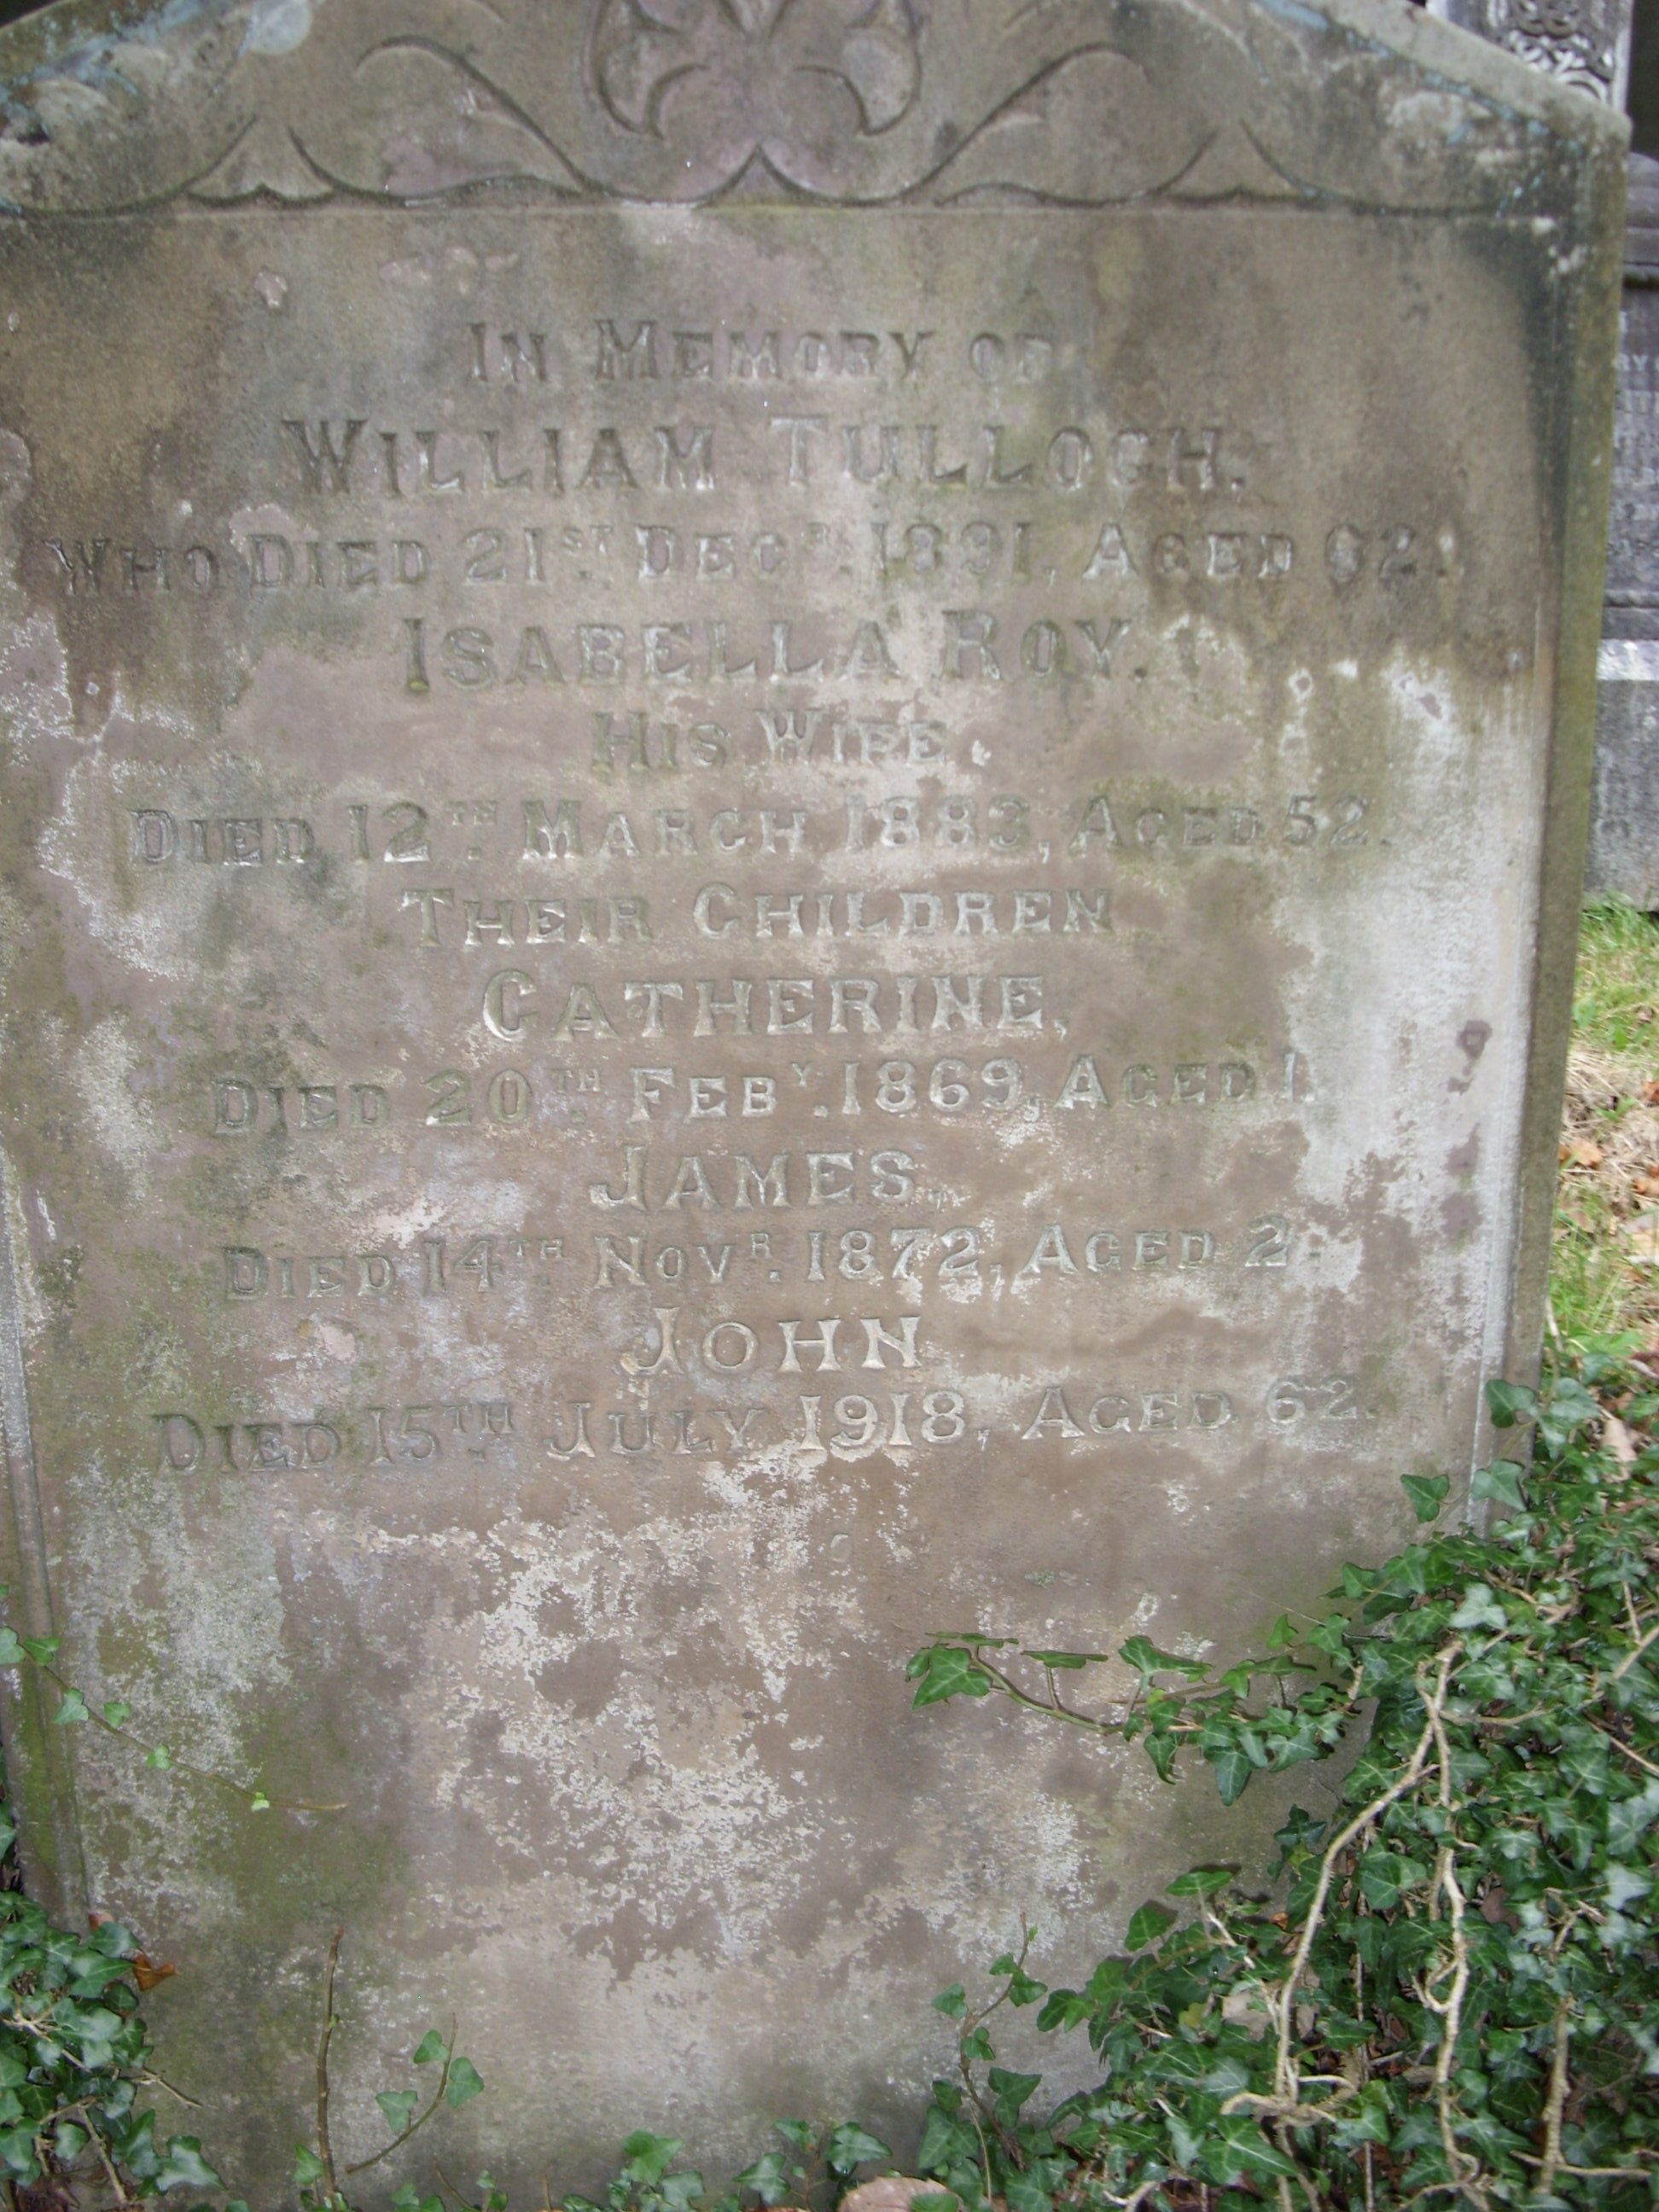 IN MEMORY OF
WILLIAM TULLOCH,
WHO DIED 21ST. DECR. 1891, AGED 62.
ISABELLA ROY,
HIS WIFE,
DIED 12TH. MARCH 1883, AGED 52.
THEIR CHILDREN
CATHERINE,
DIED 20TH. FEBY. 1869, AGED 1.
JAMES,
DIED 14TH NOVR. 1872, AGED 2.
JOHN
DIED 15TH. JULY 1918, AGED 62.